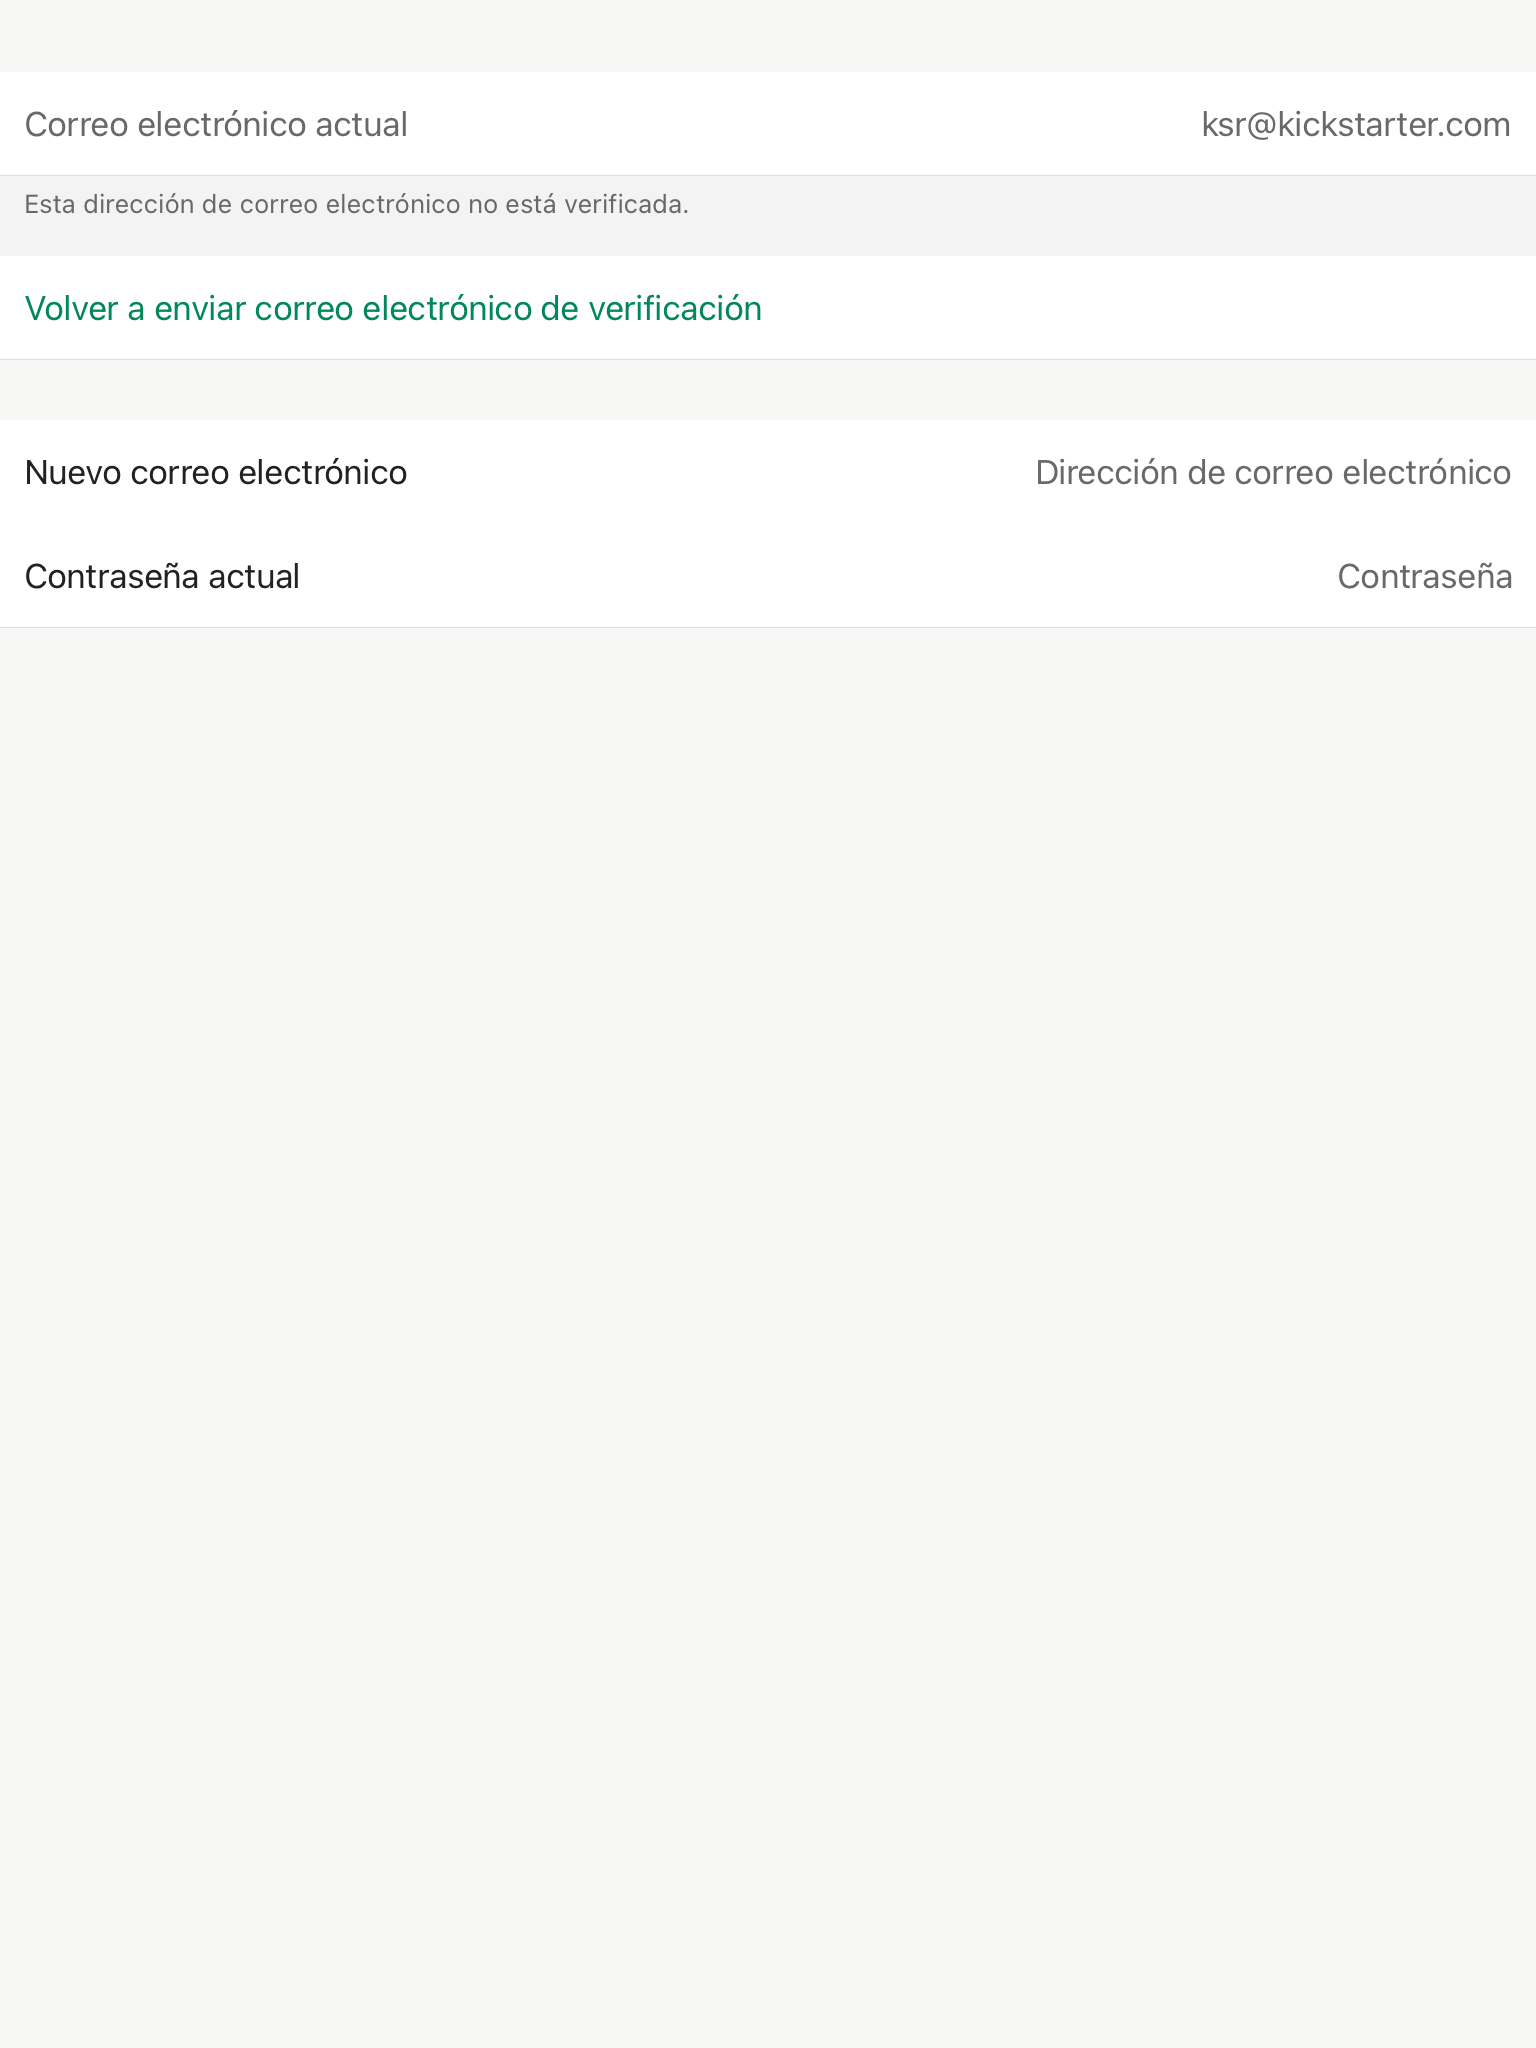 Correo electrónico actual ksr@kickstarter.com
Esta dirección de correo electrónico no está verificada.
Volver a enviar correo electrónico de verificación
Nuevo correo electrónico Dirección de correo electrónico
Contraseña actual Contraseña